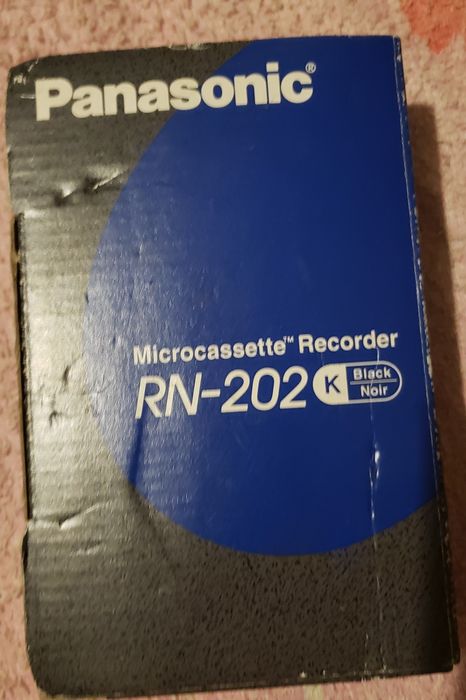 Panasonic®
Microcassette™ Recorder
RN-202 K Black
Noir